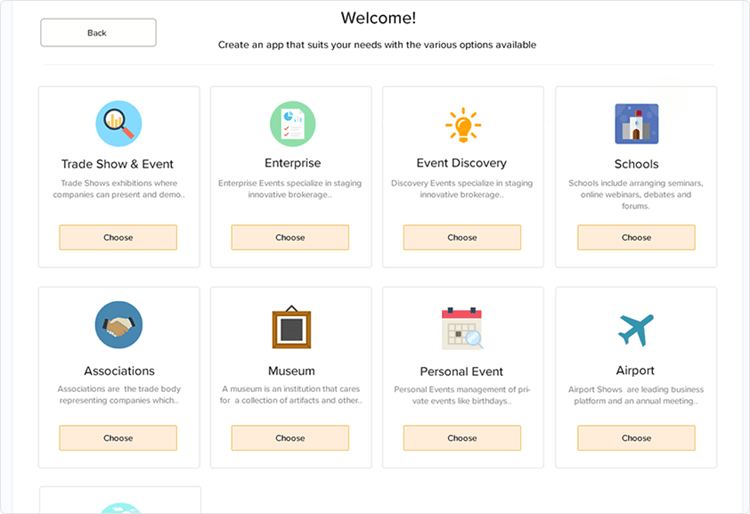 Welcome!
Back
Create an app that suits your needs with the various options available
Trade Show & Event
Trade Shows exhibitions where
companies can present and demo..
Choose
Enterprise
Enterprise Events specialize in staging
innovative brokerage..
Choose
Event Discovery
Discovery Events specialize in staging
innovative brokerage..
Choose
Schools
Schools include arranging seminars,
online webinars, debates and
forums.
Choose
Associations
Associations are the trade body
representing companies which..
Choose
Museum
A museum is an institution that cares
for a collection of artifacts and other..
Choose
Personal Event
Personal Events management of pri-
vate events like birthdays..
Choose
Airport
Airport Shows are leading business
platform and an annual meeting..
Choose